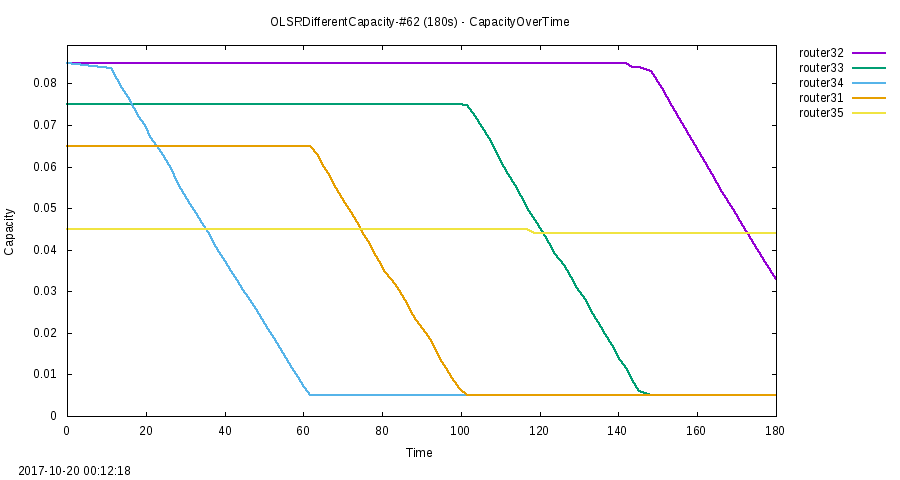 OLSRDifferentCapacity-#62 (180s) - CapacityOverTime
router32
router33
router34
router31
router35
0.08
0.07
0.06
0.05
0.04
0.03
0.02
0.01
0
Capacity
0 20 40 60 80 100 120 140 160 180
Time
2017-10-20 00:12:18